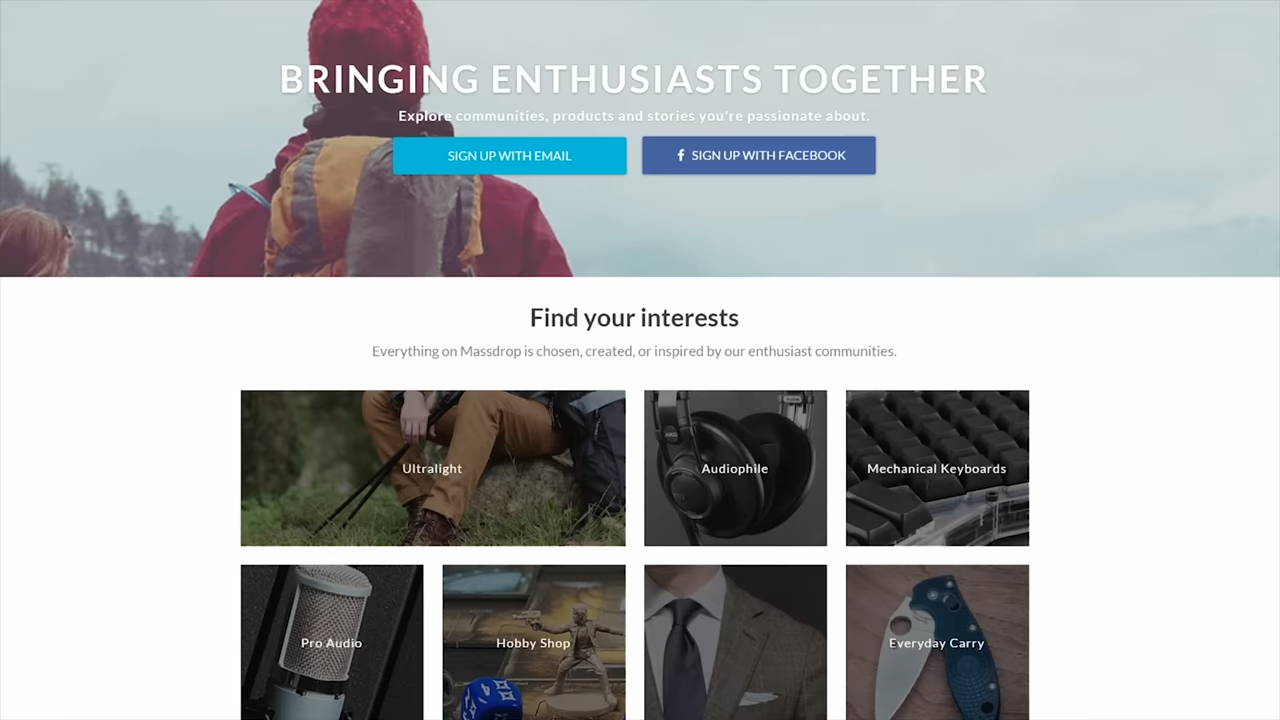 BRINGING ENTHUSIASTS TOGETHER
Explore communities, products and stories you're passionate about.
SIGN UP WITH EMAIL
f SIGN UP WITH FACEBOOK
Find your interests
Everything on Massdrop is chosen, created, or inspired by our enthusiast communities.
Ultralight
Audiophile
Mechanical Keyboards
Pro Audio
Hobby Shop
Everyday Carry